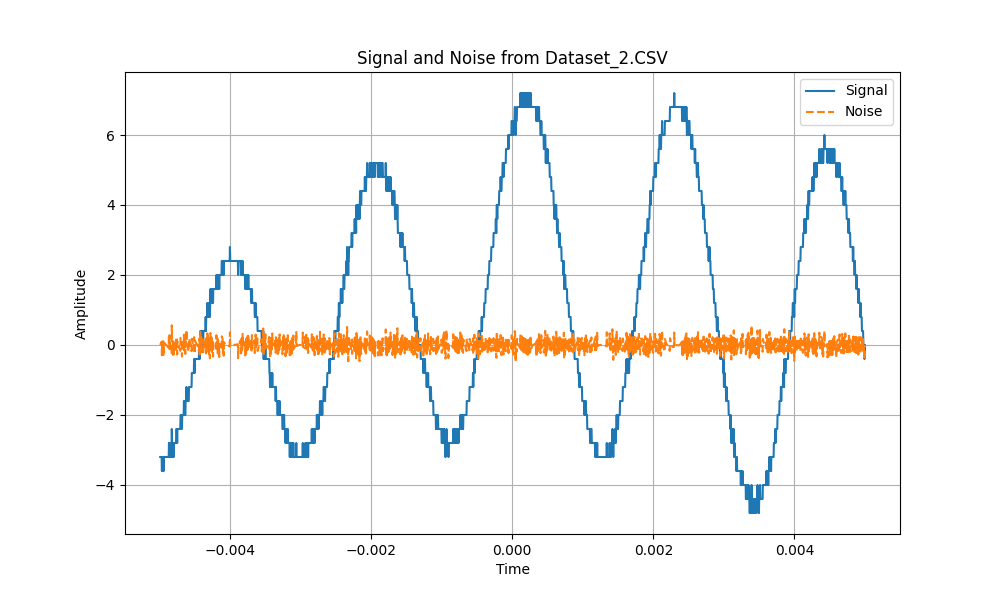 Signal and Noise from Dataset_2.CSV
Signal
Noise
Amplitude
6
4
2
0
−2
−4
−0.004
−0.002
0.000
0.002
0.004
Time